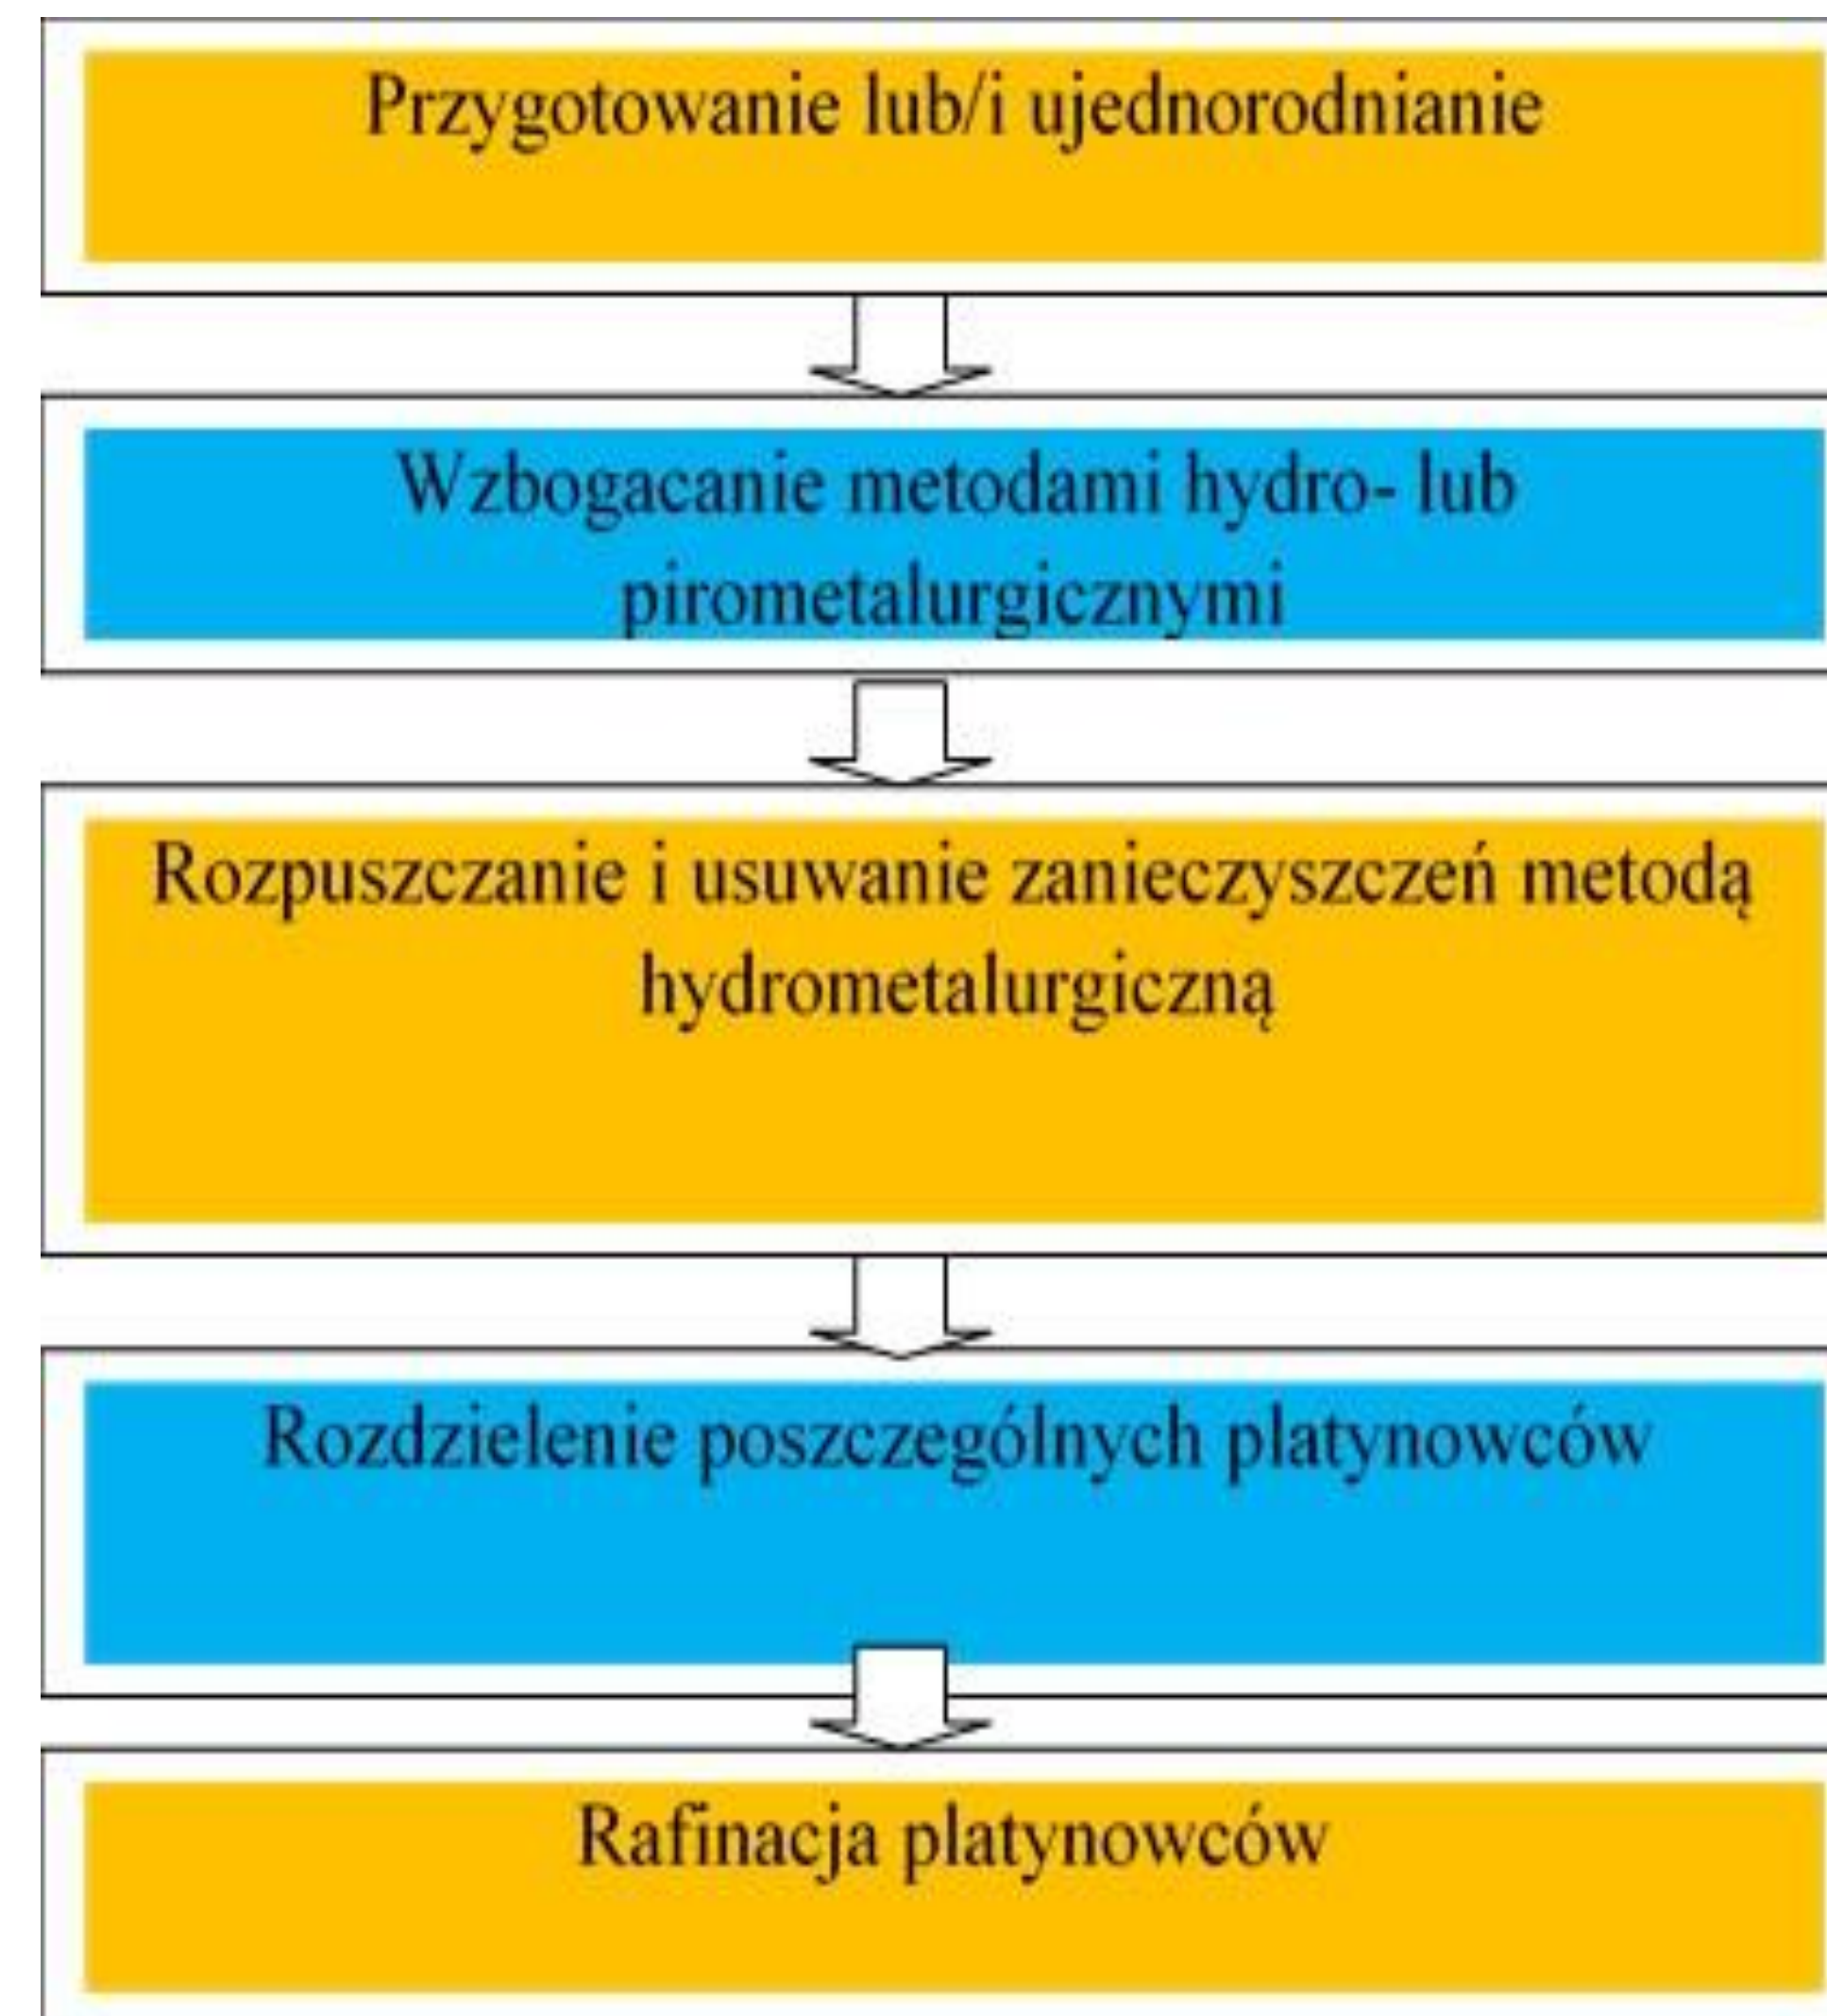 Przygotowanie lub/i ujednorodnianie
Wzbogacanie metodami hydro- lub
pirometalurgicznymi
Rozpuszczanie i usuwanie zanieczyszczeń metodą
hydrometalurgiczną
Rozdzielenie poszczególnych platynowców
Rafinacja platynowców